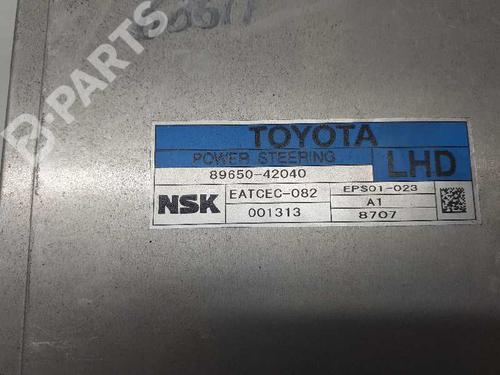 B-PARTS
TOYOTA
POWER STEERING
LHD
89650-42040
NSK
EATCEC-082
EPS01-023
001313
A1
8707